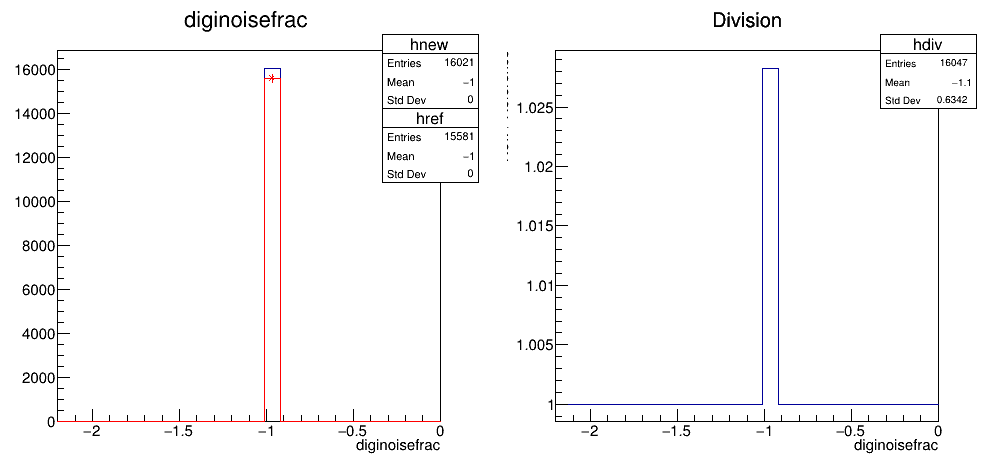 diginoisefrac
hnew
Entries 16021
Mean −1
Std Dev 0
href
Entries 15581
Mean −1
Std Dev 0
16000
14000
12000
10000
8000
6000
4000
2000
0
−2 −1.5 −1 −0.5 0
diginoisefrac
Division
hdiv
Entries 16047
Mean −1.1
Std Dev 0.6342
1.025
1.02
1.015
1.01
1.005
1
−2 −1.5 −1 −0.5 0
diginoisefrac